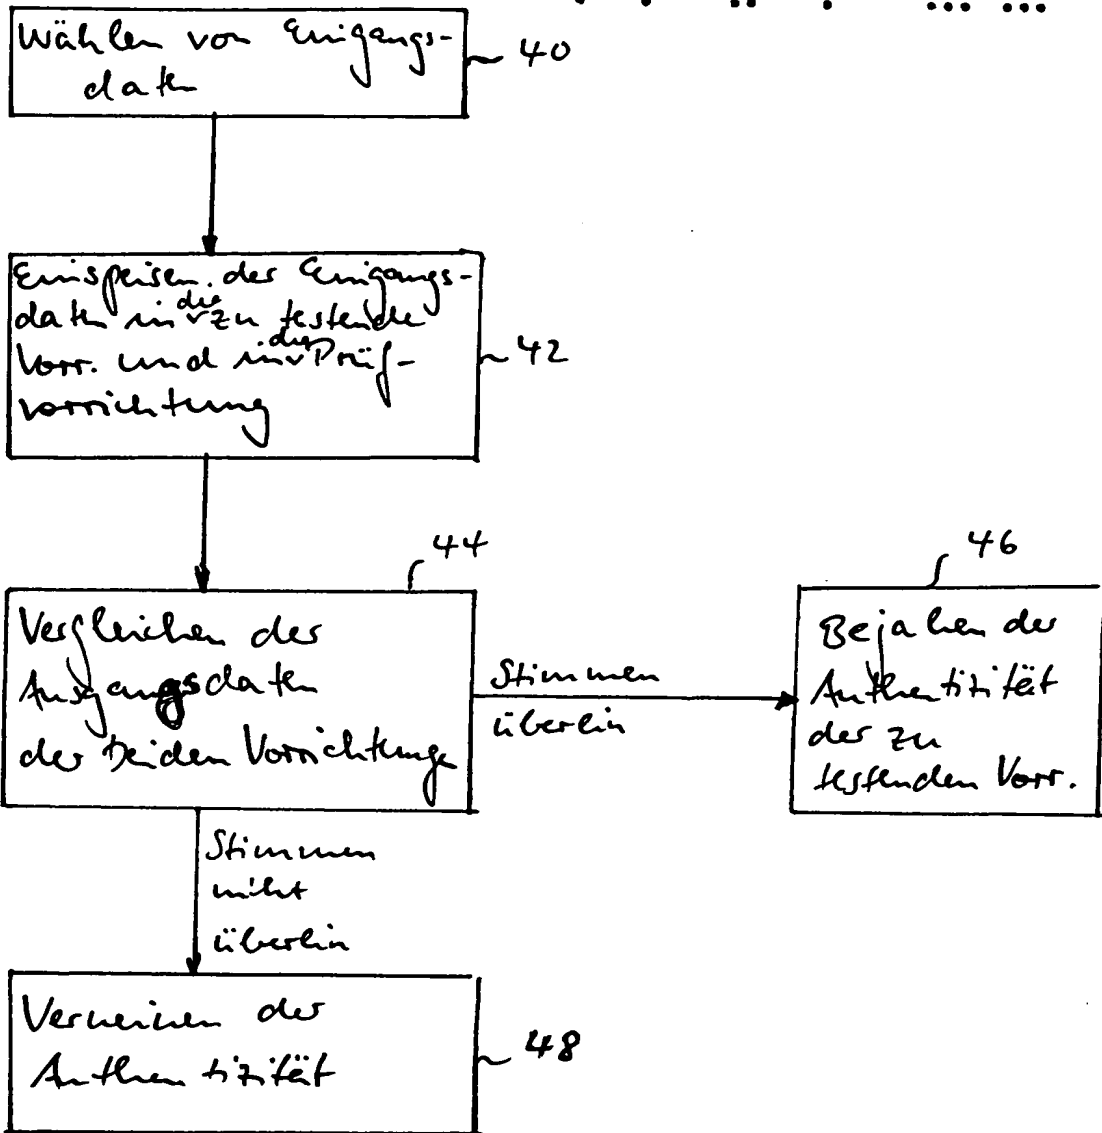 Wählen von Eingangs-
daten
40
Einspeisen der Eingangs-
daten in die zu testende
Vorr. und in die Prüf-
vorrichtung
42
44
Vergleichen der
Ausgangsdaten
der beiden Vorrichtunge
Stimmen
überein
46
Bejahen der
Authentizität
der zu
testenden Vorr.
Stimmen
nicht
überein
Verneinen der
Authentizität
48